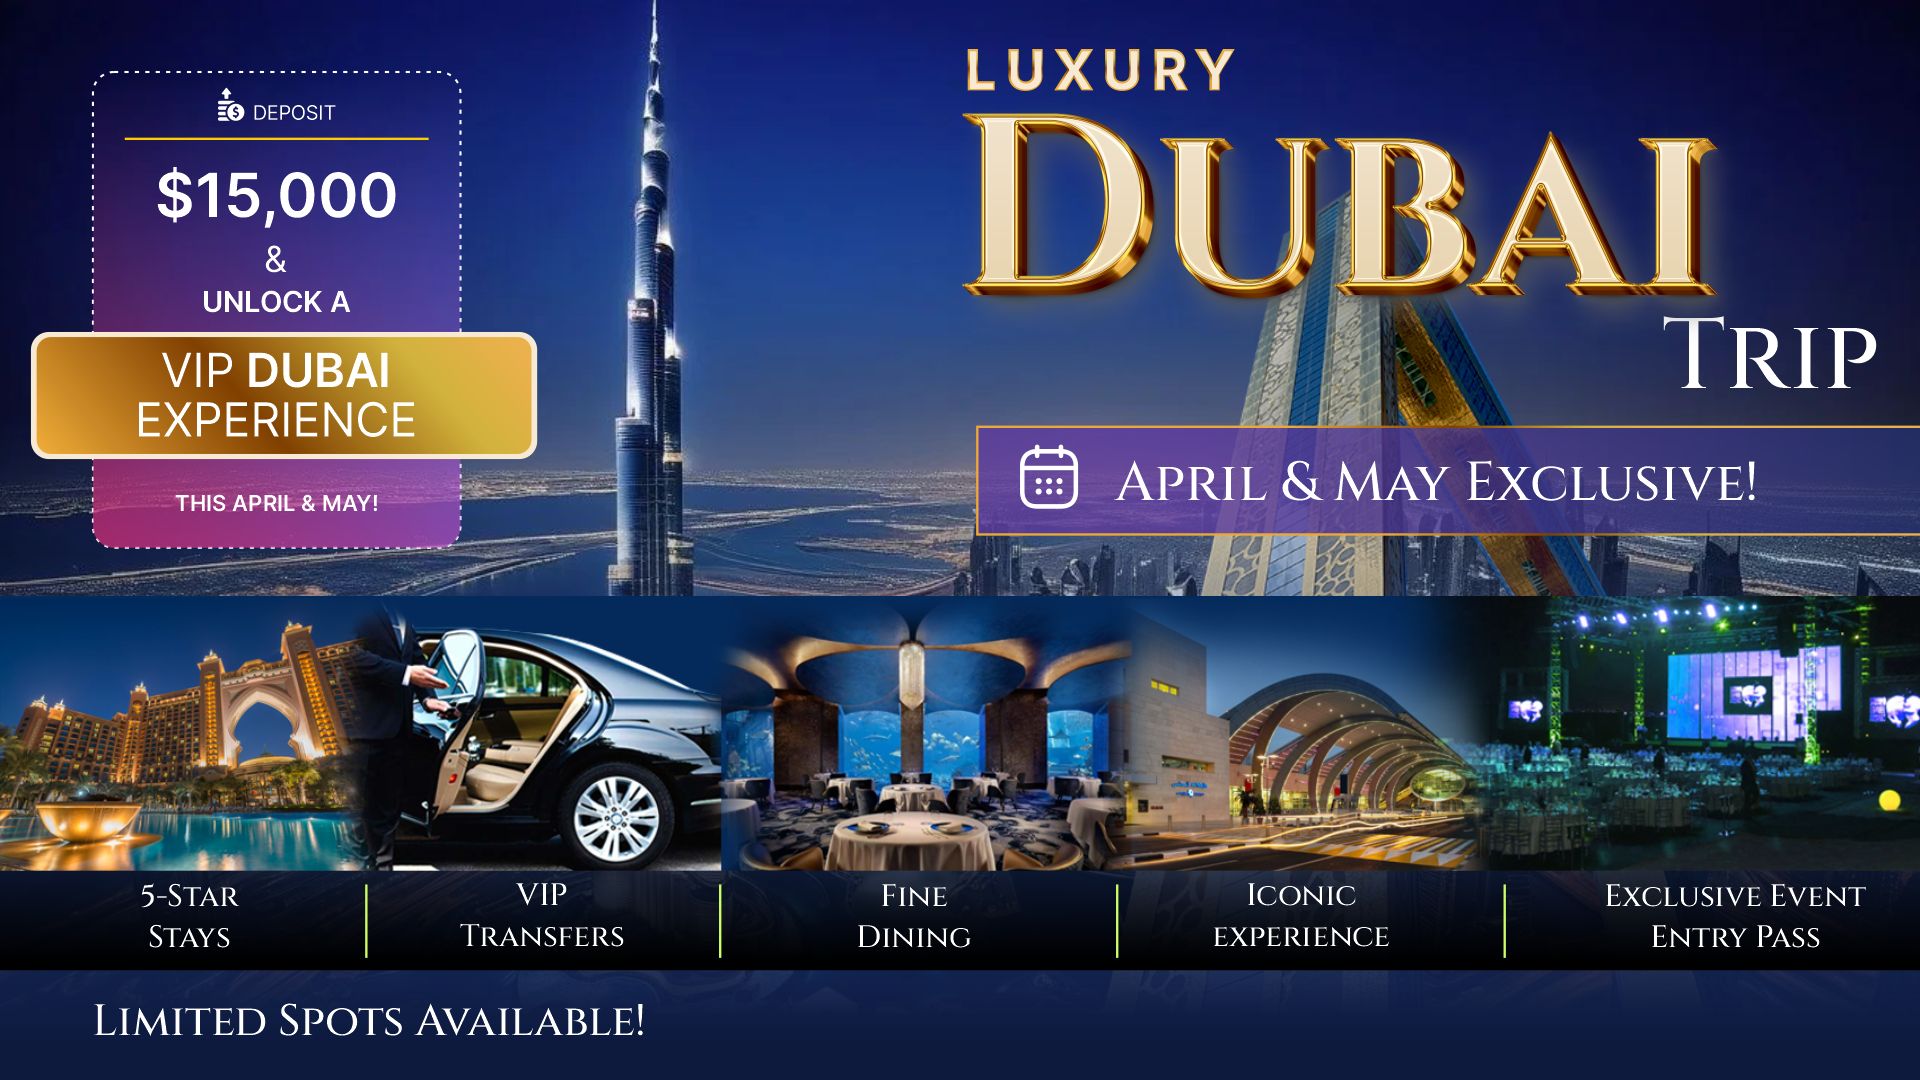 DEPOSIT
$15,000
&
UNLOCK A
VIP DUBAI
EXPERIENCE
THIS APRIL & MAY!
LUXURY
DUBAI
TRIP
APRIL & MAY EXCLUSIVE!
5-STAR
STAYS
VIP
TRANSFERS
FINE
DINING
ICONIC
EXPERIENCE
EXCLUSIVE EVENT
ENTRY PASS
LIMITED SPOTS AVAILABLE!